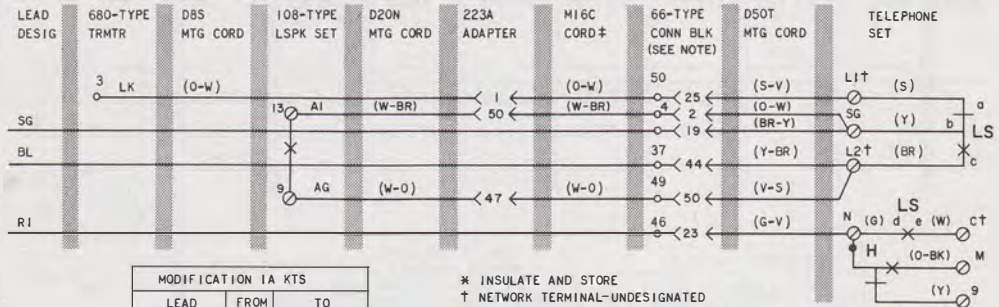 LEAD DESIG 680-TYPE TRMTR D8S MTG CORD 108-TYPE LSPK SET D20N MTG CORD 223A ADAPTER M16C CORD‡ 66-TYPE CONN BLK (SEE NOTE) D50T MTG CORD TELEPHONE SET
3 LK (O-W) 1 (O-W) 50 25 (S-V) L1† (S) a
13 A1 (W-BR) 50 (W-BR) 4 2 (O-W) SG
SG 19 (BR-Y) (Y) b LS
BL 37 44 (Y-BR) L2† (BR) c
9 AG (W-O) 47 (W-O) 49 50 (V-S)
LS
R1 46 23 (G-V) N (G) d e (W) C†
H (O-BK) M
(Y) 9
MODIFICATION 1A KTS
LEAD FROM TO
* INSULATE AND STORE
† NETWORK TERMINAL-UNDESIGNATED